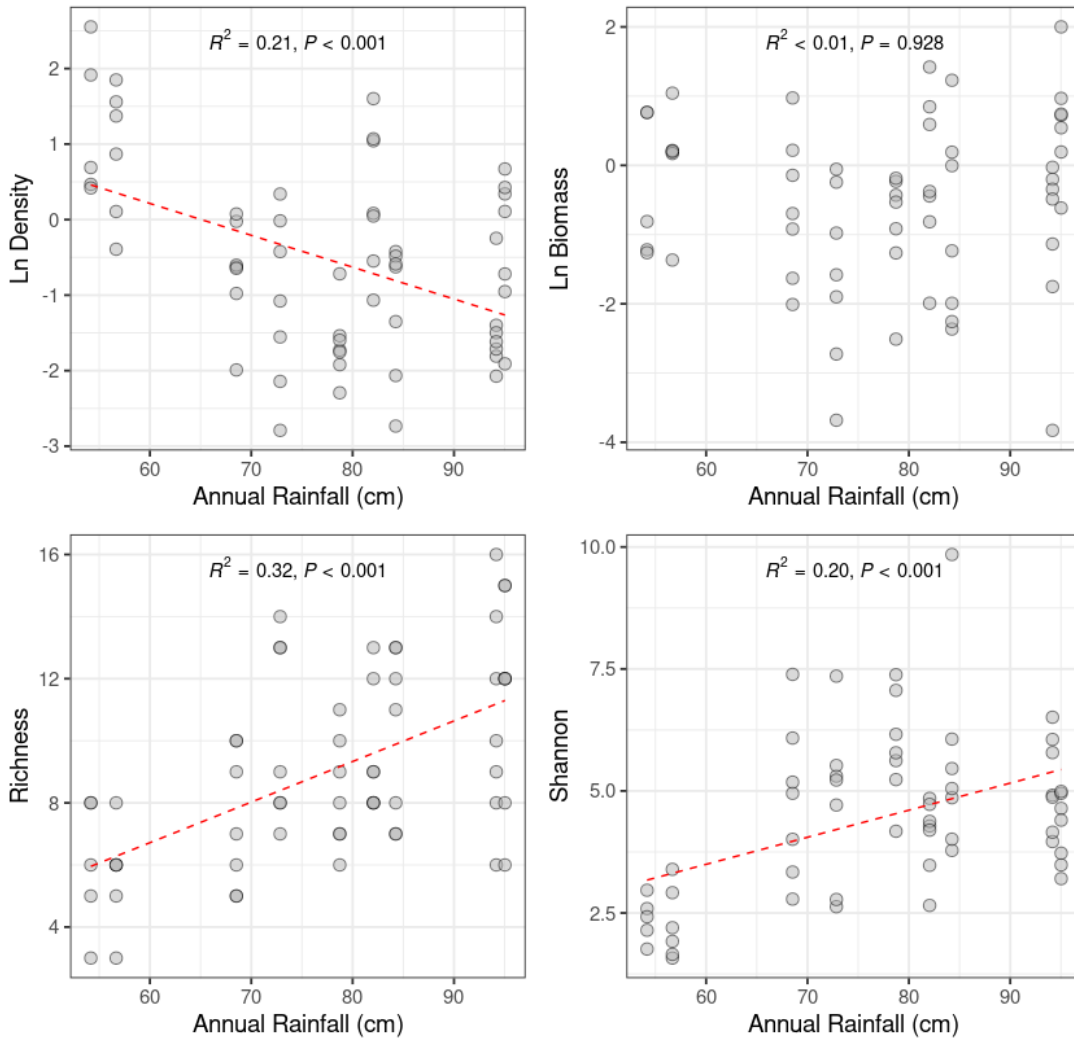 R² = 0.21, P < 0.001
2
1
0
-1
-2
-3
Ln Density
60 70 80 90
Annual Rainfall (cm)
R² < 0.01, P = 0.928
2
0
-2
-4
Ln Biomass
60 70 80 90
Annual Rainfall (cm)
R² = 0.32, P < 0.001
16
12
8
4
Richness
60 70 80 90
Annual Rainfall (cm)
R² = 0.20, P < 0.001
10.0
7.5
5.0
2.5
Shannon
60 70 80 90
Annual Rainfall (cm)